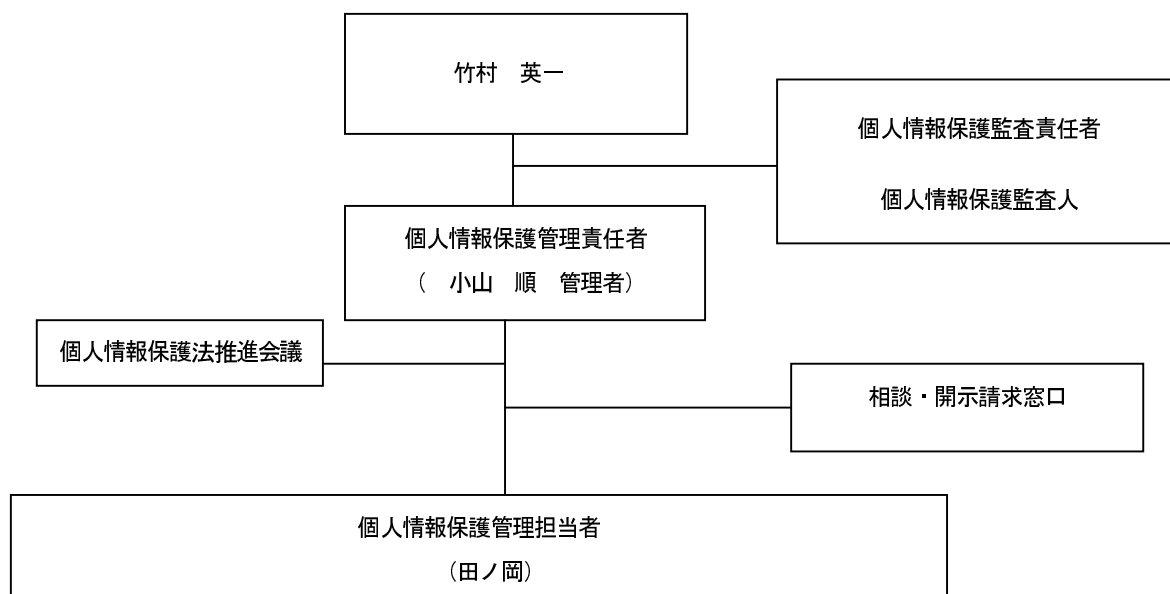 竹村　英一
個人情報保護監査責任者
個人情報保護監査人
個人情報保護管理責任者
（　小山　順　管理者）
個人情報保護法推進会議
相談・開示請求窓口
個人情報保護管理担当者
（田ノ岡）